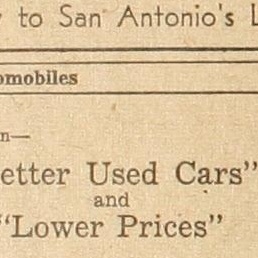 to San Antonio's L
omobiles
n—
etter Used Cars"
and
"Lower Prices"